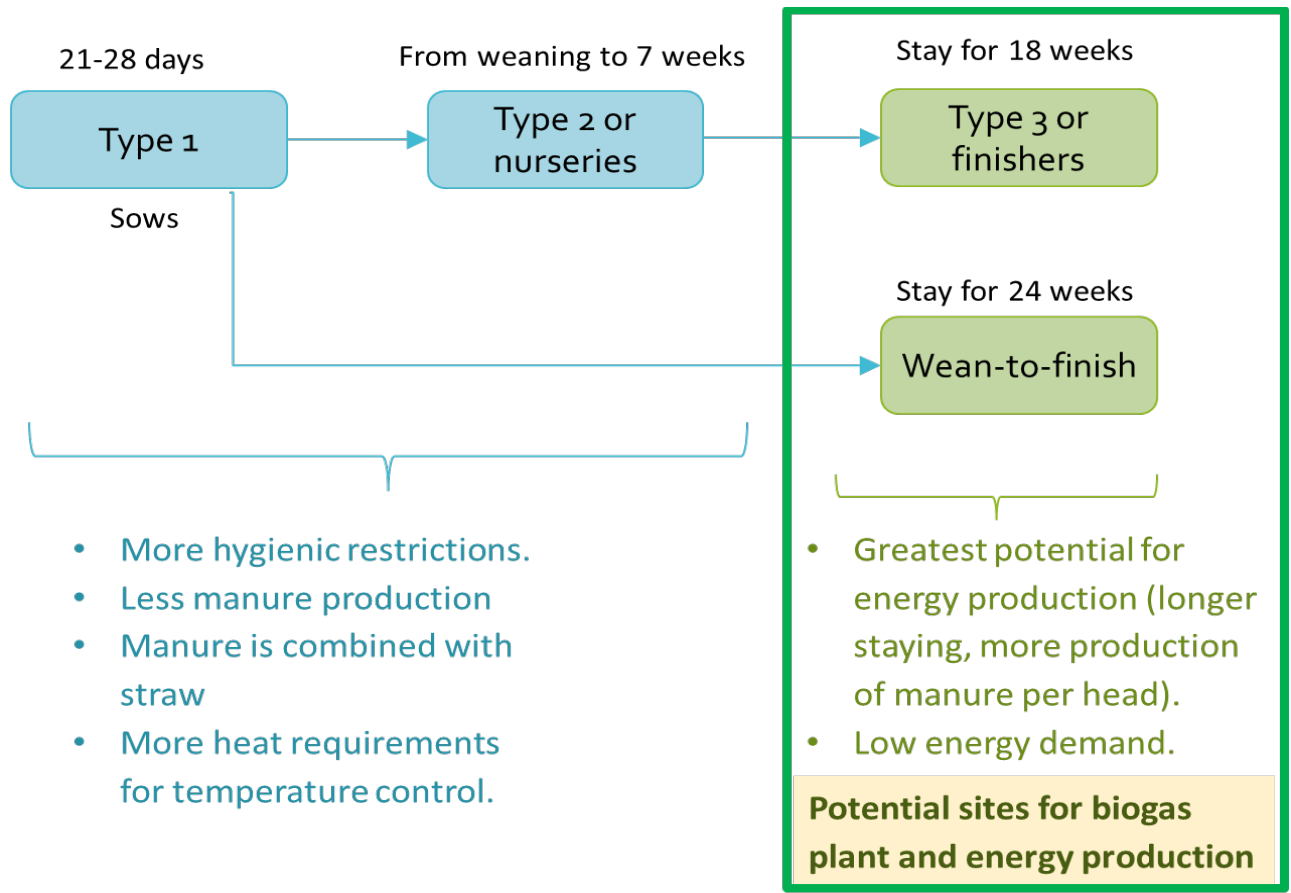 21-28 days
Type 1
Sows
From weaning to 7 weeks
Type 2 or
nurseries
Stay for 18 weeks
Type 3 or
finishers
Stay for 24 weeks
Wean-to-finish
• More hygienic restrictions.
• Less manure production
• Manure is combined with
straw
• More heat requirements
for temperature control.
• Greatest potential for
energy production (longer
staying, more production
of manure per head).
• Low energy demand.
Potential sites for biogas
plant and energy production